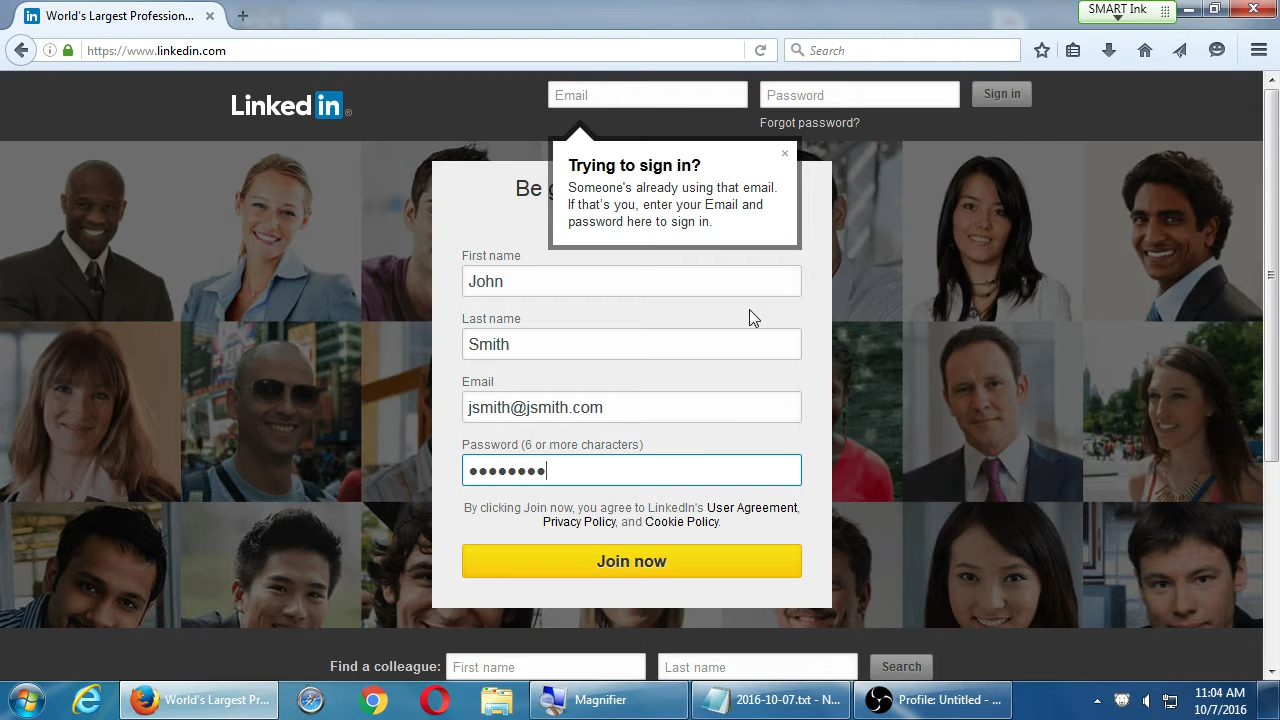 World's Largest Profession...
SMART Ink
https://www.linkedin.com
Search
Linked in
Email
Password
Sign in
Forgot password?
Trying to sign in?
Someone's already using that email.
If that's you, enter your Email and
password here to sign in.
Be g
First name
John
Last name
Smith
Email
jsmith@jsmith.com
Password (6 or more characters)
By clicking Join now, you agree to LinkedIn's User Agreement,
Privacy Policy, and Cookie Policy.
Join now
Find a colleague:
First name
Last name
Search
World's Largest Pr...
Magnifier
2016-10-07.txt - N...
Profile: Untitled - ...
11:04 AM
10/7/2016